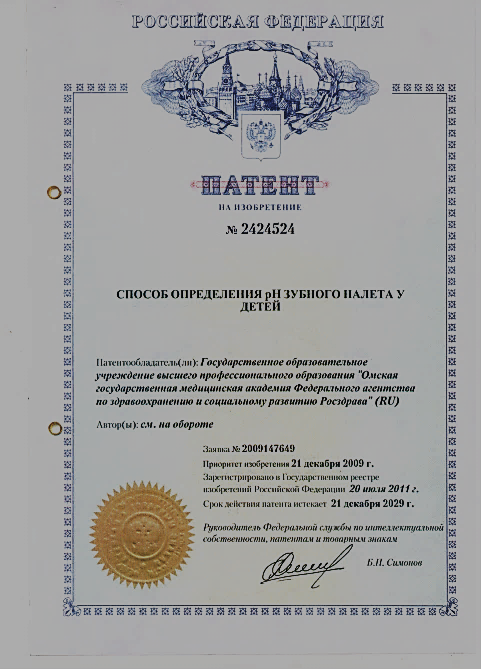 РОССИЙСКАЯ ФЕДЕРАЦИЯ
ПАТЕНТ
НА ИЗОБРЕТЕНИЕ
№ 2424524
СПОСОБ ОПРЕДЕЛЕНИЯ рН ЗУБНОГО НАЛЕТА У
ДЕТЕЙ
Патентообладатель(ли): Государственное образовательное
учреждение высшего профессионального образования "Омская
государственная медицинская академия Федерального агентства
по здравоохранению и социальному развитию Росздрава" (RU)
Автор(ы): см. на обороте
Заявка № 2009147649
Приоритет изобретения 21 декабря 2009 г.
Зарегистрировано в Государственном реестре
изобретений Российской Федерации 20 июля 2011 г.
Срок действия патента истекает 21 декабря 2029 г.
Руководитель Федеральной службы по интеллектуальной
собственности, патентам и товарным знакам
Б.П. Симонов